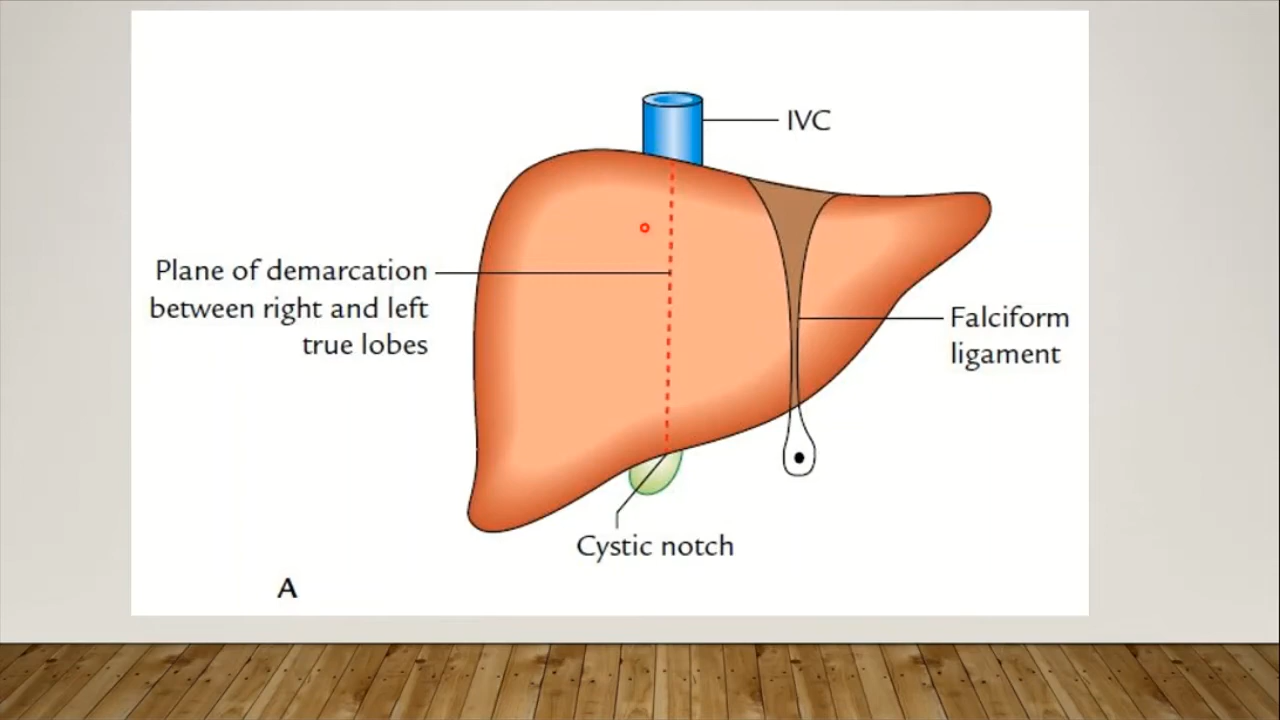 IVC
Plane of demarcation
between right and left
true lobes
Falciform
ligament
Cystic notch
A